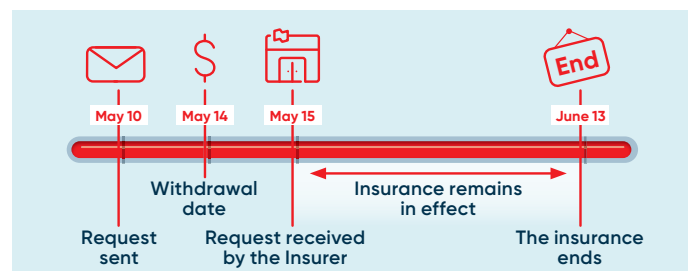 $
End
May 10
May 14
May 15
June 13
Withdrawal
date
Insurance remains
in effect
Request
sent
Request received
by the Insurer
The insurance
ends